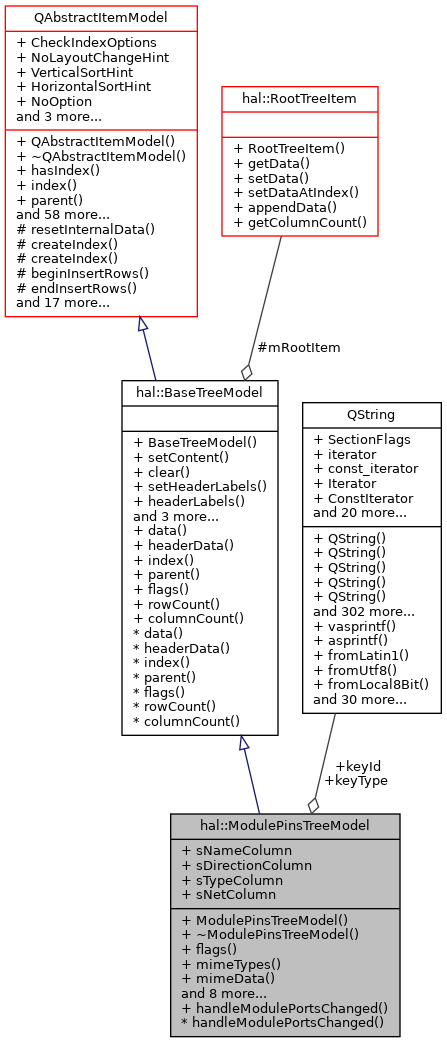 QAbstractItemModel
+ CheckIndexOptions
+ NoLayoutChangeHint
+ VerticalSortHint
+ HorizontalSortHint
+ NoOption
and 3 more...
+ QAbstractItemModel()
+ ~QAbstractItemModel()
+ hasIndex()
+ index()
+ parent()
and 58 more...
# resetInternalData()
# createIndex()
# createIndex()
# beginInsertRows()
# endInsertRows()
and 17 more...
hal::RootTreeItem
+ RootTreeItem()
+ getData()
+ setData()
+ setDataAtIndex()
+ appendData()
+ getColumnCount()
#mRootItem
hal::BaseTreeModel
+ BaseTreeModel()
+ setContent()
+ clear()
+ setHeaderLabels()
+ headerLabels()
and 3 more...
+ data()
+ headerData()
+ index()
+ parent()
+ flags()
+ rowCount()
+ columnCount()
* data()
* headerData()
* index()
* parent()
* flags()
* rowCount()
* columnCount()
QString
+ SectionFlags
+ iterator
+ const_iterator
+ Iterator
+ ConstIterator
and 20 more...
+ QString()
+ QString()
+ QString()
+ QString()
+ QString()
and 302 more...
+ vasprintf()
+ asprintf()
+ fromLatin1()
+ fromUtf8()
+ fromLocal8Bit()
and 30 more...
+keyId
+keyType
hal::ModulePinsTreeModel
+ sNameColumn
+ sDirectionColumn
+ sTypeColumn
+ sNetColumn
+ ModulePinsTreeModel()
+ ~ModulePinsTreeModel()
+ flags()
+ mimeTypes()
+ mimeData()
and 8 more...
+ handleModulePortsChanged()
* handleModulePortsChanged()